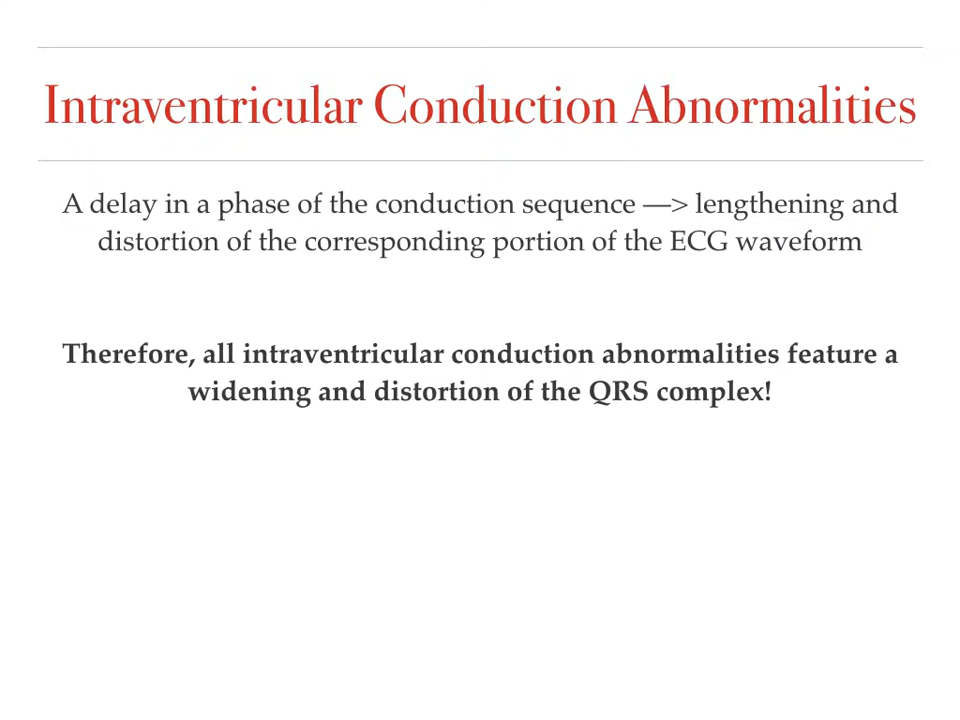 Intraventricular Conduction Abnormalities
A delay in a phase of the conduction sequence —> lengthening and
distortion of the corresponding portion of the ECG waveform
Therefore, all intraventricular conduction abnormalities feature a
widening and distortion of the QRS complex!